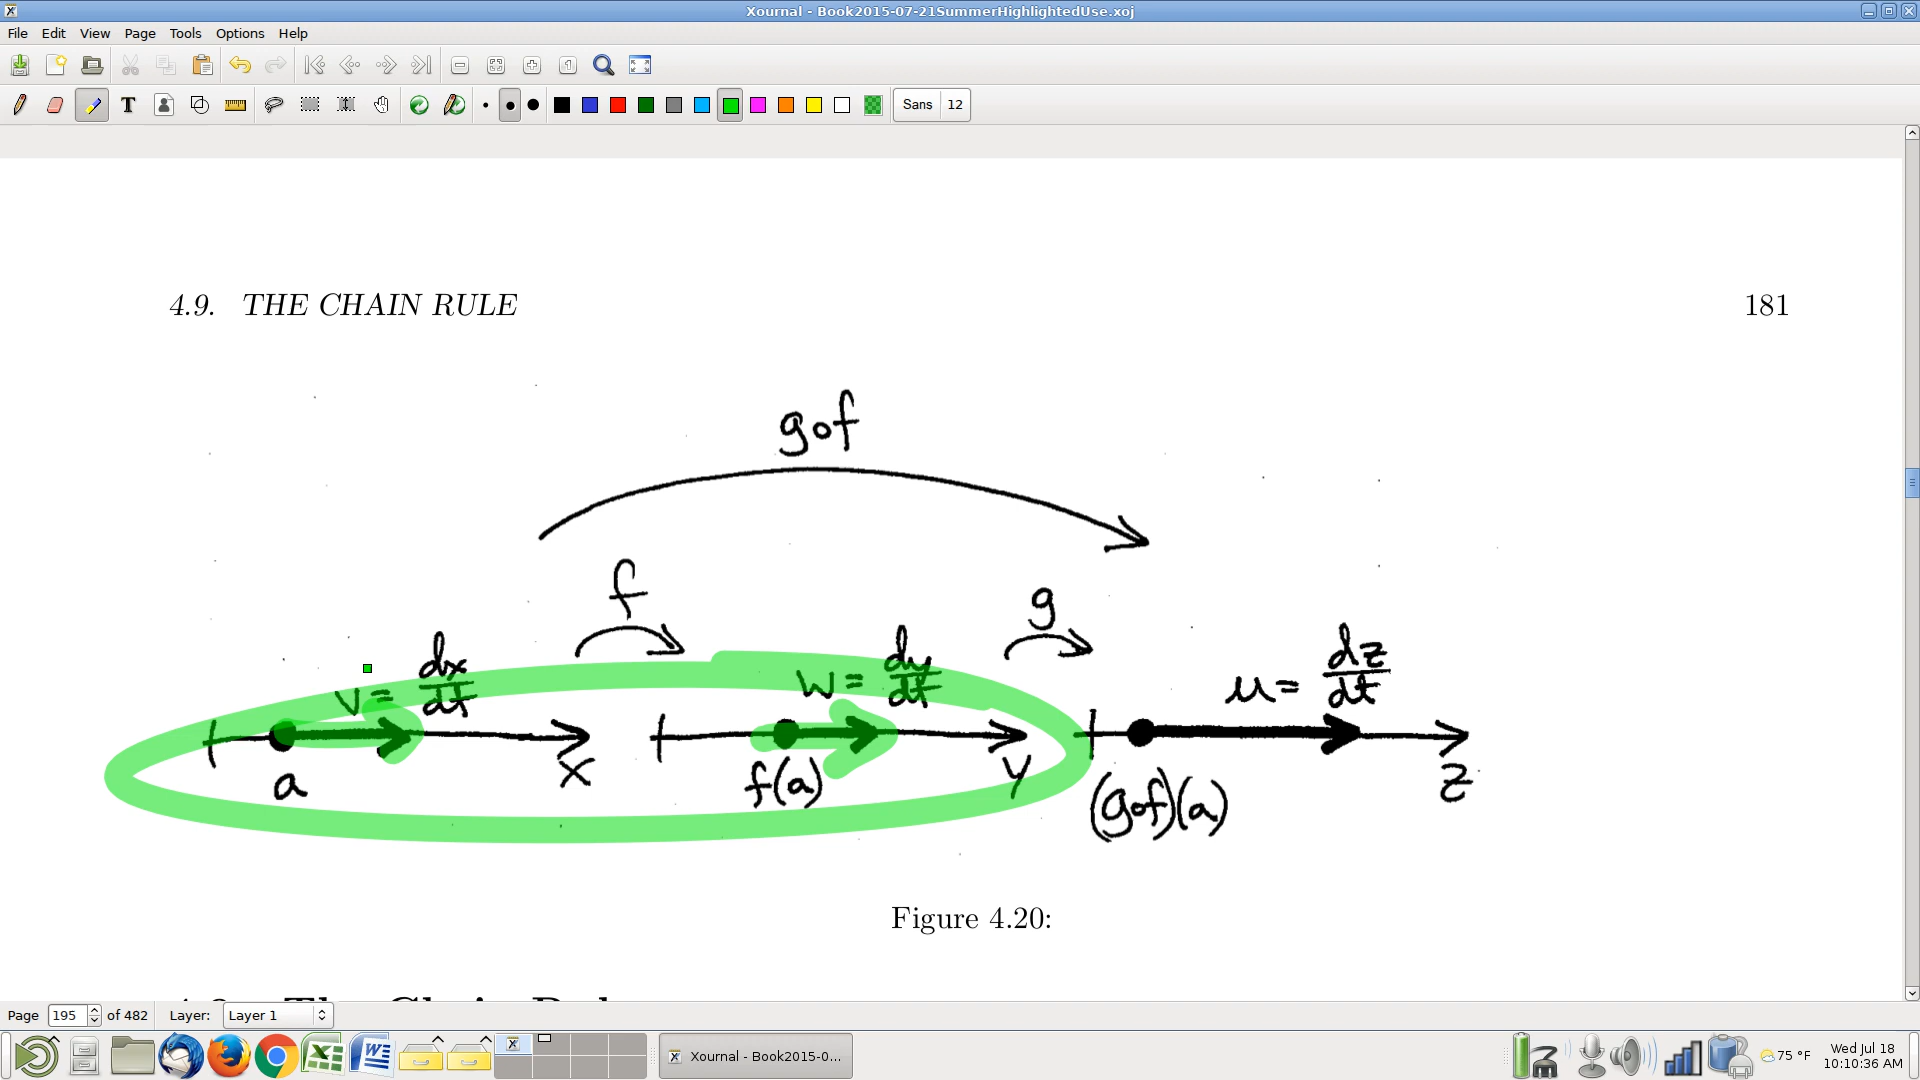 Xournal - Book2015-07-21SummerHighlightedUse.xoj
File Edit View Page Tools Options Help
Sans 12
4.9. THE CHAIN RULE 181
gof
f
g
v = dx/dt
w = dy/dt
u = dz/dt
a x f(a) y (gof)(a) z
Figure 4.20:
Page 195 of 482 Layer: Layer 1
Xournal - Book2015-0...
75 °F
Wed Jul 18
10:10:36 AM